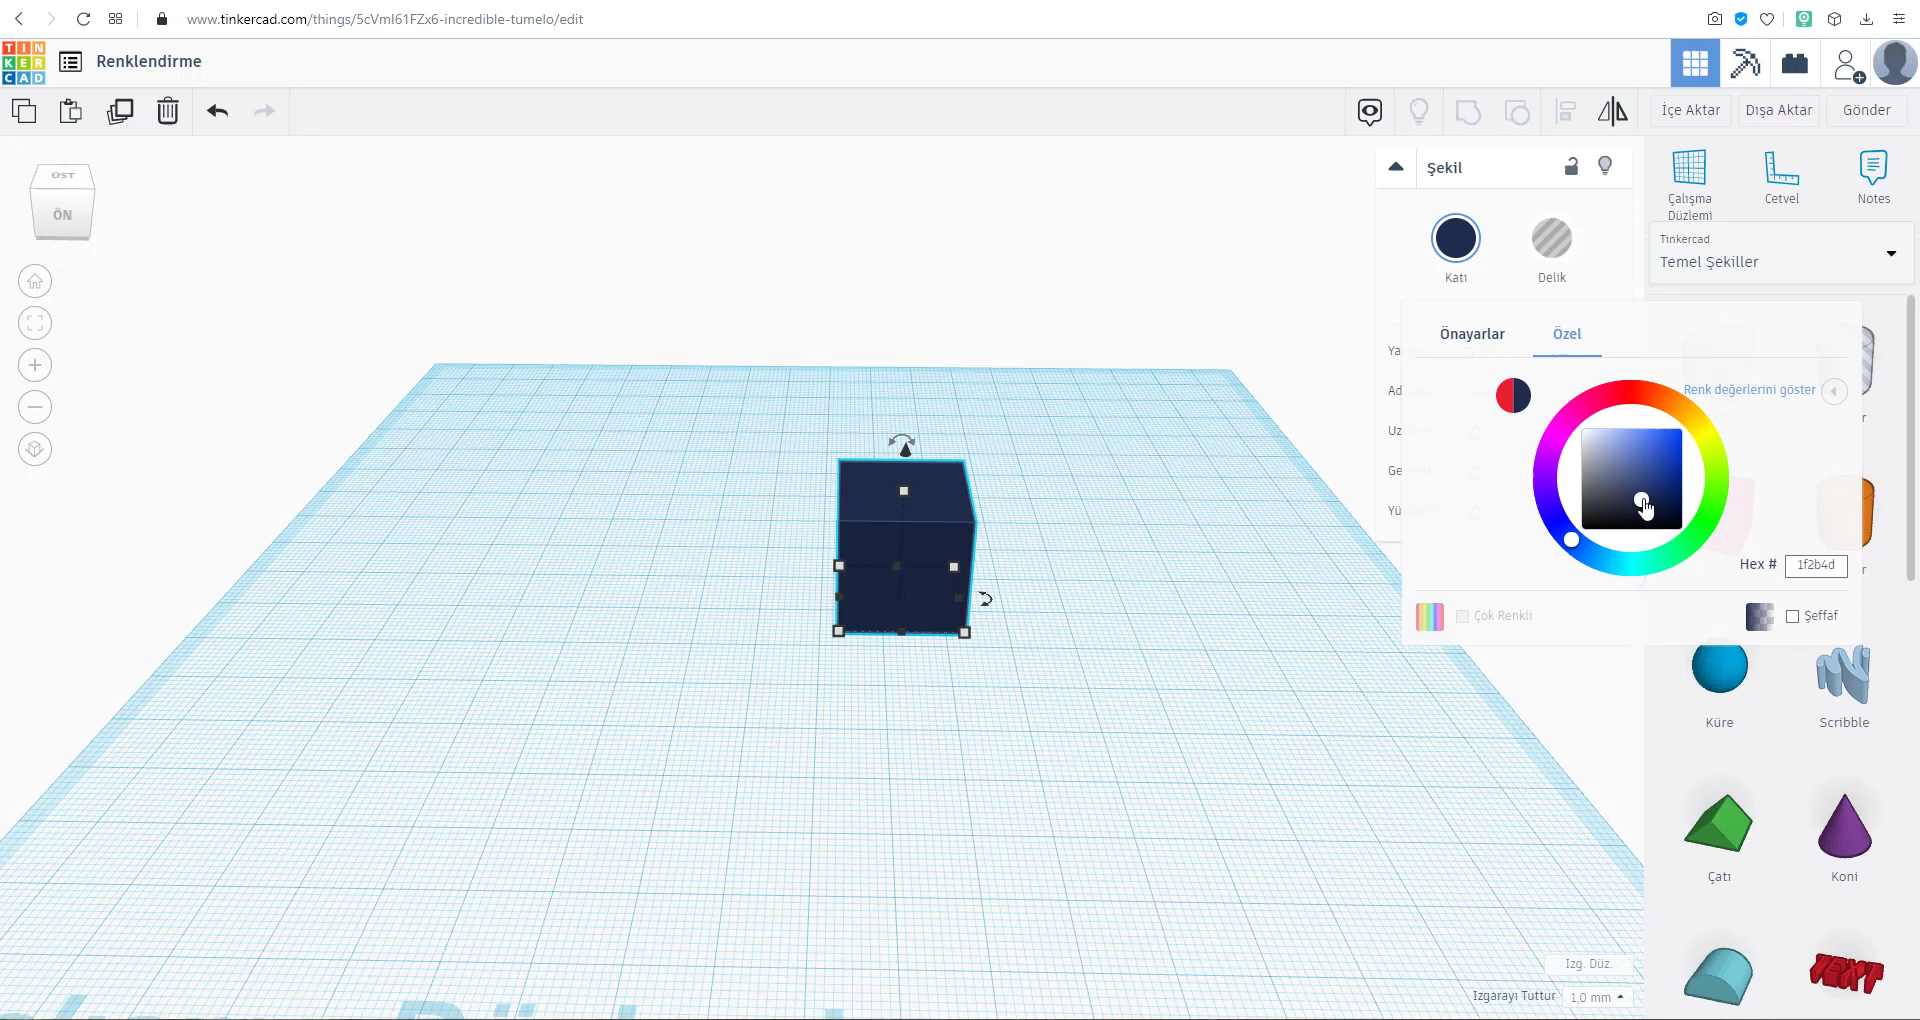 www.tinkercad.com/things/5cVmI61FZx6-incredible-tumelo/edit
TIN
KER
CAD
Renklendirme
İçe Aktar
Dışa Aktar
Gönder
ÜST
ÖN
Şekil
Katı
Delik
Çalışma
Düzlemi
Cetvel
Notes
Tinkercad
Temel Şekiller
Önayarlar
Özel
Renk değerlerini göster
Hex #
1f2b4d
Çok Renkli
Şeffaf
Küre
Scribble
Çatı
Koni
TEXT
Izg. Düz.
Izgarayı Tuttur
1,0 mm